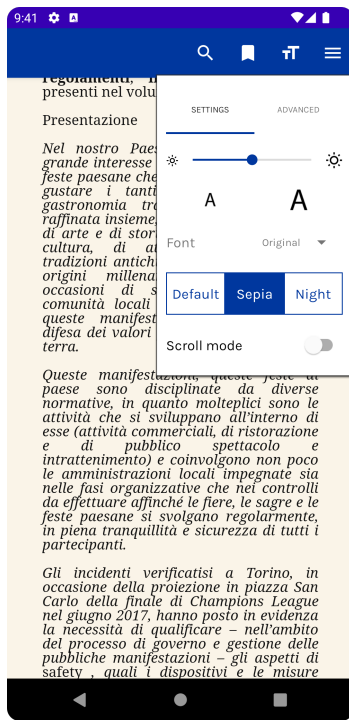 9:41
regolamenti,
presenti nel volu
SETTINGS
ADVANCED
Presentazione
Nel nostro Paes
grande interesse
feste paesane che
gustare i tanti
gastronomia tra
raffinata insieme,
di arte e di stor
cultura, di a
tradizioni antich
origini millena
occasioni di s
comunità locali
queste manifest
difesa dei valori
terra.
A A
Font Original
Default Sepia Night
Scroll mode
Queste manifestazioni, queste feste di
paese sono disciplinate da diverse
normative, in quanto molteplici sono le
attività che si sviluppano all'interno di
esse (attività commerciali, di ristorazione
e di pubblico spettacolo e
intrattenimento) e coinvolgono non poco
le amministrazioni locali impegnate sia
nelle fasi organizzative che nei controlli
da effettuare affinché le fiere, le sagre e le
feste paesane si svolgano regolarmente,
in piena tranquillità e sicurezza di tutti i
partecipanti.
Gli incidenti verificatisi a Torino, in
occasione della proiezione in piazza San
Carlo della finale di Champions League
nel giugno 2017, hanno posto in evidenza
la necessità di qualificare – nell'ambito
del processo di governo e gestione delle
pubbliche manifestazioni – gli aspetti di
safety , quali i dispositivi e le misure